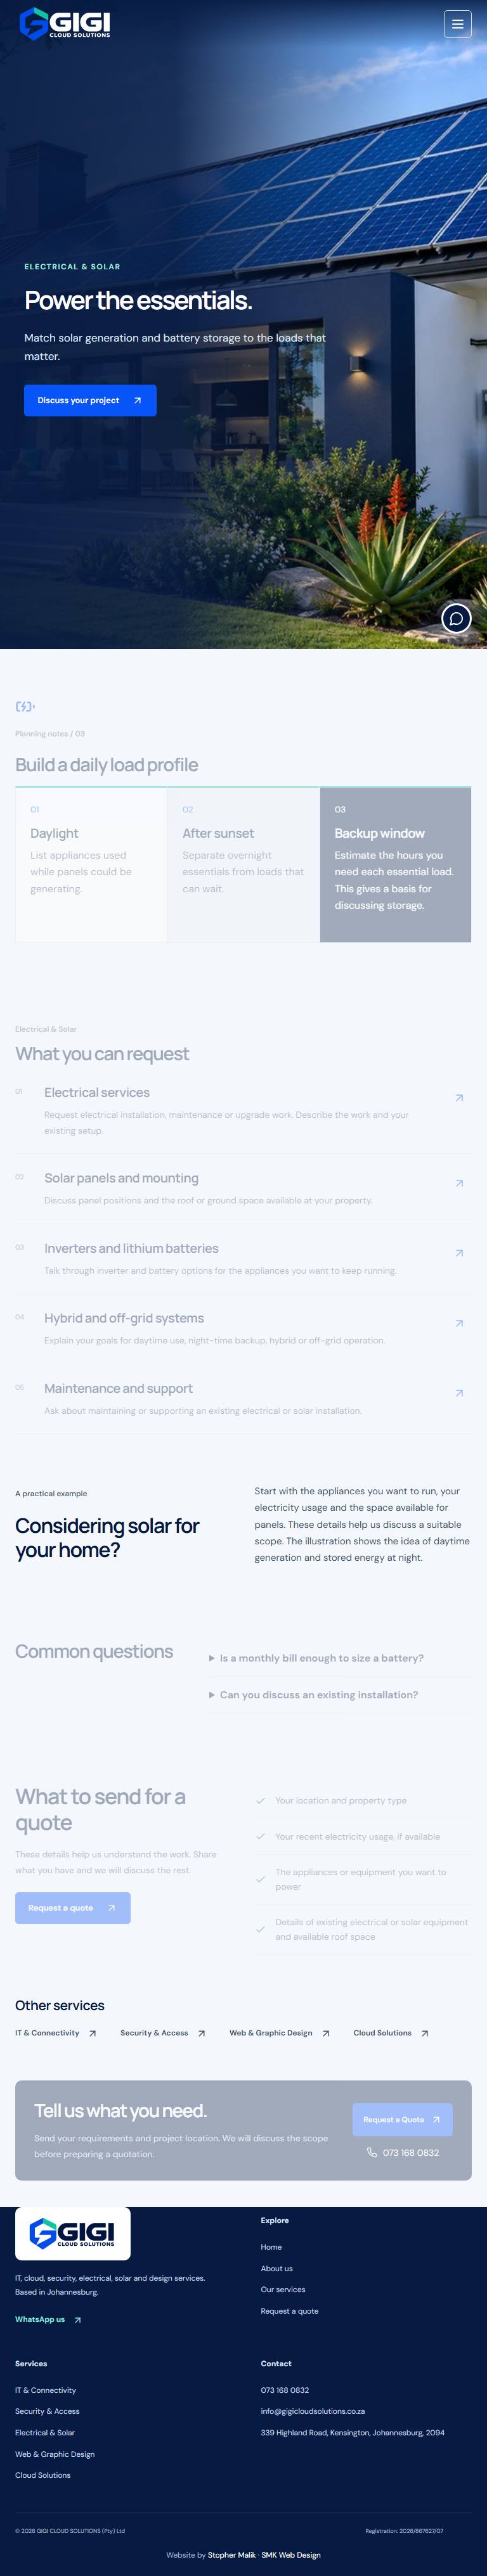 GIGI
CLOUD SOLUTIONS
ELECTRICAL & SOLAR
Power the essentials.
Match solar generation and battery storage to the loads that
matter.
Discuss your project
Planning notes / 03
Build a daily load profile
01
Daylight
List appliances used
while panels could be
generating.
02
After sunset
Separate overnight
essentials from loads that
can wait.
03
Backup window
Estimate the hours you
need each essential load.
This gives a basis for
discussing storage.
Electrical & Solar
What you can request
01
Electrical services
Request electrical installation, maintenance or upgrade work. Describe the work and your
existing setup.
02
Solar panels and mounting
Discuss panel positions and the roof or ground space available at your property.
03
Inverters and lithium batteries
Talk through inverter and battery options for the appliances you want to keep running.
04
Hybrid and off-grid systems
Explain your goals for daytime use, night-time backup, hybrid or off-grid operation.
05
Maintenance and support
Ask about maintaining or supporting an existing electrical or solar installation.
A practical example
Considering solar for
your home?
Start with the appliances you want to run, your
electricity usage and the space available for
panels. These details help us discuss a suitable
scope. The illustration shows the idea of daytime
generation and stored energy at night.
Common questions
Is a monthly bill enough to size a battery?
Can you discuss an existing installation?
What to send for a
quote
These details help us understand the work. Share
what you have and we will discuss the rest.
Request a quote
Your location and property type
Your recent electricity usage, if available
The appliances or equipment you want to
power
Details of existing electrical or solar equipment
and available roof space
Other services
IT & Connectivity
Security & Access
Web & Graphic Design
Cloud Solutions
Tell us what you need.
Send your requirements and project location. We will discuss the scope
before preparing a quotation.
Request a Quote
073 168 0832
GIGI
CLOUD SOLUTIONS
IT, cloud, security, electrical, solar and design services.
Based in Johannesburg.
WhatsApp us
Explore
Home
About us
Our services
Request a quote
Services
IT & Connectivity
Security & Access
Electrical & Solar
Web & Graphic Design
Cloud Solutions
Contact
073 168 0832
info@gigicloudsolutions.co.za
339 Highland Road, Kensington, Johannesburg, 2094
© 2026 GIGI CLOUD SOLUTIONS (Pty) Ltd
Registration: 2026/867627/07
Website by Stopher Malik · SMK Web Design